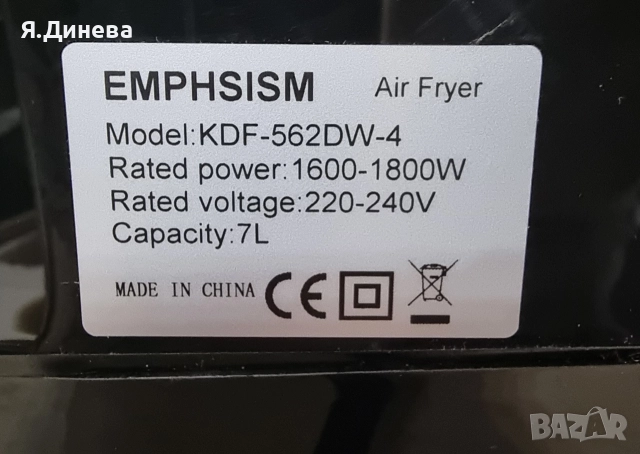 Я.Динева
EMPHSISM Air Fryer
Model:KDF-562DW-4
Rated power:1600-1800W
Rated voltage:220-240V
Capacity:7L
MADE IN CHINA CE
BAZAR